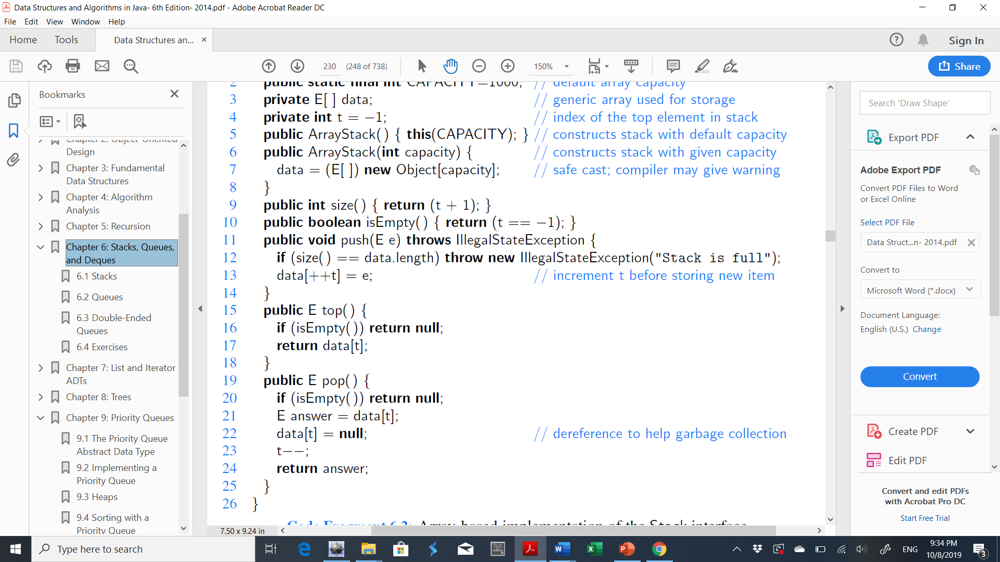 Data Structures and Algorithms in Java- 6th Edition- 2014.pdf - Adobe Acrobat Reader DC
File Edit View Window Help
Home Tools Data Structures an... ×
Sign In
230 (248 of 738) 150% Share
Bookmarks
Chapter 2: Object-Oriented
Design
Chapter 3: Fundamental
Data Structures
Chapter 4: Algorithm
Analysis
Chapter 5: Recursion
Chapter 6: Stacks, Queues,
and Deques
6.1 Stacks
6.2 Queues
6.3 Double-Ended
Queues
6.4 Exercises
Chapter 7: List and Iterator
ADTs
Chapter 8: Trees
Chapter 9: Priority Queues
9.1 The Priority Queue
Abstract Data Type
9.2 Implementing a
Priority Queue
9.3 Heaps
9.4 Sorting with a
Priority Queue
2 public static final int CAPACITY=1000; // default array capacity
3 private E[ ] data; // generic array used for storage
4 private int t = −1; // index of the top element in stack
5 public ArrayStack( ) { this(CAPACITY); } // constructs stack with default capacity
6 public ArrayStack(int capacity) { // constructs stack with given capacity
7 data = (E[ ]) new Object[capacity]; // safe cast; compiler may give warning
8 }
9 public int size( ) { return (t + 1); }
10 public boolean isEmpty( ) { return (t == −1); }
11 public void push(E e) throws IllegalStateException {
12 if (size( ) == data.length) throw new IllegalStateException("Stack is full");
13 data[++t] = e; // increment t before storing new item
14 }
15 public E top( ) {
16 if (isEmpty( )) return null;
17 return data[t];
18 }
19 public E pop( ) {
20 if (isEmpty( )) return null;
21 E answer = data[t];
22 data[t] = null; // dereference to help garbage collection
23 t−−;
24 return answer;
25 }
26 }
Code Fragment 6.2: Array-based implementation of the Stack interface.
7.50 x 9.24 in
Search 'Draw Shape'
Export PDF
Adobe Export PDF
Convert PDF Files to Word
or Excel Online
Select PDF File
Data Struct...n- 2014.pdf
Convert to
Microsoft Word (*.docx)
Document Language:
English (U.S.) Change
Convert
Create PDF
Edit PDF
Convert and edit PDFs
with Acrobat Pro DC
Start Free Trial
Type here to search
ENG
9:34 PM
10/8/2019
3